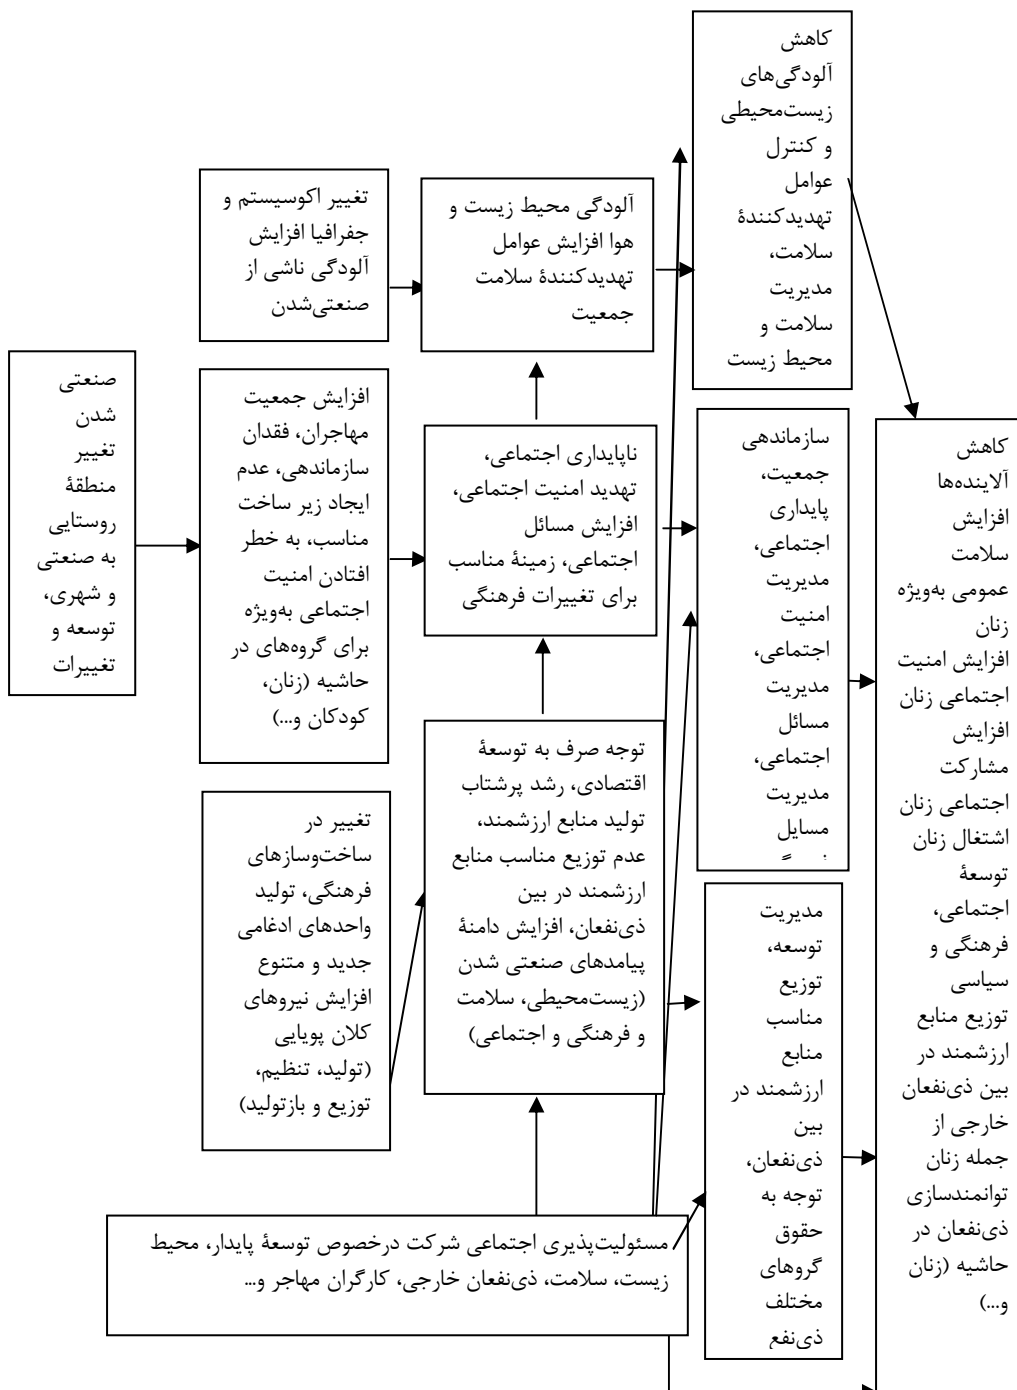 کاهش
آلودگی‌های
زیست‌محیطی
و کنترل
عوامل
تهدیدکنندهٔ
سلامت،
مدیریت
سلامت و
محیط زیست
تغییر اکوسیستم و
جغرافیا افزایش
آلودگی ناشی از
صنعتی‌شدن
آلودگی محیط زیست و
هوا افزایش عوامل
تهدیدکنندهٔ سلامت
جمعیت
صنعتی
شدن
تغییر
منطقهٔ
روستایی
به صنعتی
و شهری،
توسعه و
تغییرات
افزایش جمعیت
مهاجران، فقدان
سازماندهی، عدم
ایجاد زیر ساخت
مناسب، به خطر
افتادن امنیت
اجتماعی به‌ویژه
برای گروه‌های در
حاشیه (زنان،
کودکان و...)
ناپایداری اجتماعی،
تهدید امنیت اجتماعی،
افزایش مسائل
اجتماعی، زمینهٔ مناسب
برای تغییرات فرهنگی
سازماندهی
جمعیت،
پایداری
اجتماعی،
مدیریت
امنیت
اجتماعی،
مدیریت
مسائل
اجتماعی،
مدیریت
مسایل
کاهش
آلاینده‌ها
افزایش
سلامت
عمومی به‌ویژه
زنان
افزایش امنیت
اجتماعی زنان
افزایش
مشارکت
اجتماعی زنان
اشتغال زنان
توسعهٔ
اجتماعی،
فرهنگی و
سیاسی
توزیع منابع
ارزشمند در
بین ذی‌نفعان
خارجی از
جمله زنان
توانمندسازی
ذی‌نفعان در
حاشیه (زنان
و...)
تغییر در
ساخت‌وسازهای
فرهنگی، تولید
واحدهای ادغامی
جدید و متنوع
افزایش نیروهای
کلان پویایی
(تولید، تنظیم،
توزیع و بازتولید)
توجه صرف به توسعهٔ
اقتصادی، رشد پرشتاب
تولید منابع ارزشمند،
عدم توزیع مناسب منابع
ارزشمند در بین
ذی‌نفعان، افزایش دامنهٔ
پیامدهای صنعتی شدن
(زیست‌محیطی، سلامت
و فرهنگی و اجتماعی)
مدیریت
توسعه،
توزیع
مناسب
منابع
ارزشمند در
بین
ذی‌نفعان،
توجه به
حقوق
گروهای
مختلف
ذی‌نفع
مسئولیت‌پذیری اجتماعی شرکت درخصوص توسعهٔ پایدار، محیط
زیست، سلامت، ذی‌نفعان خارجی، کارگران مهاجر و...